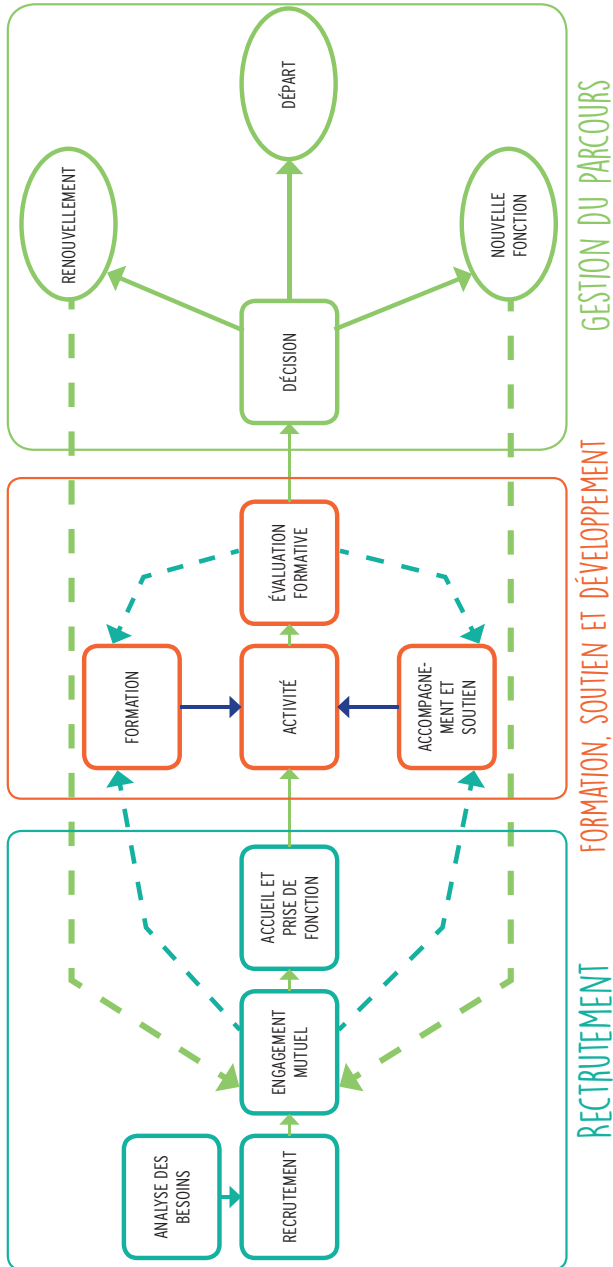 ANALYSE DES
BESOINS
RECRUTEMENT
ENGAGEMENT
MUTUEL
ACCUEIL ET
PRISE DE
FONCTION
RECTRUTEMENT
FORMATION
ACTIVITÉ
ACCOMPAGNE-
MENT ET
SOUTIEN
ÉVALUATION
FORMATIVE
FORMATION, SOUTIEN ET DÉVELOPPEMENT
DÉCISION
RENOUVELLEMENT
DÉPART
NOUVELLE
FONCTION
GESTION DU PARCOURS